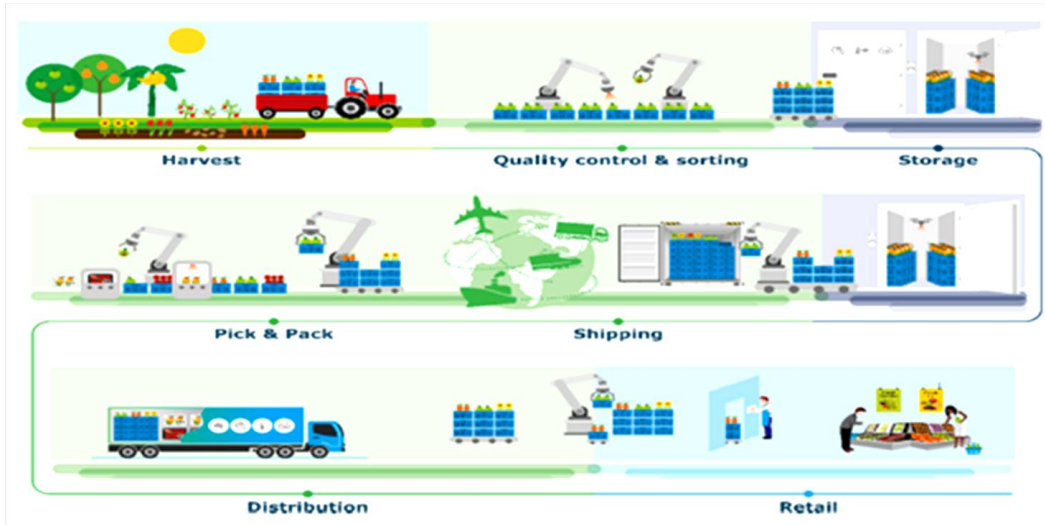 Harvest
Quality control & sorting
Storage
Pick & Pack
Shipping
Distribution
Retail